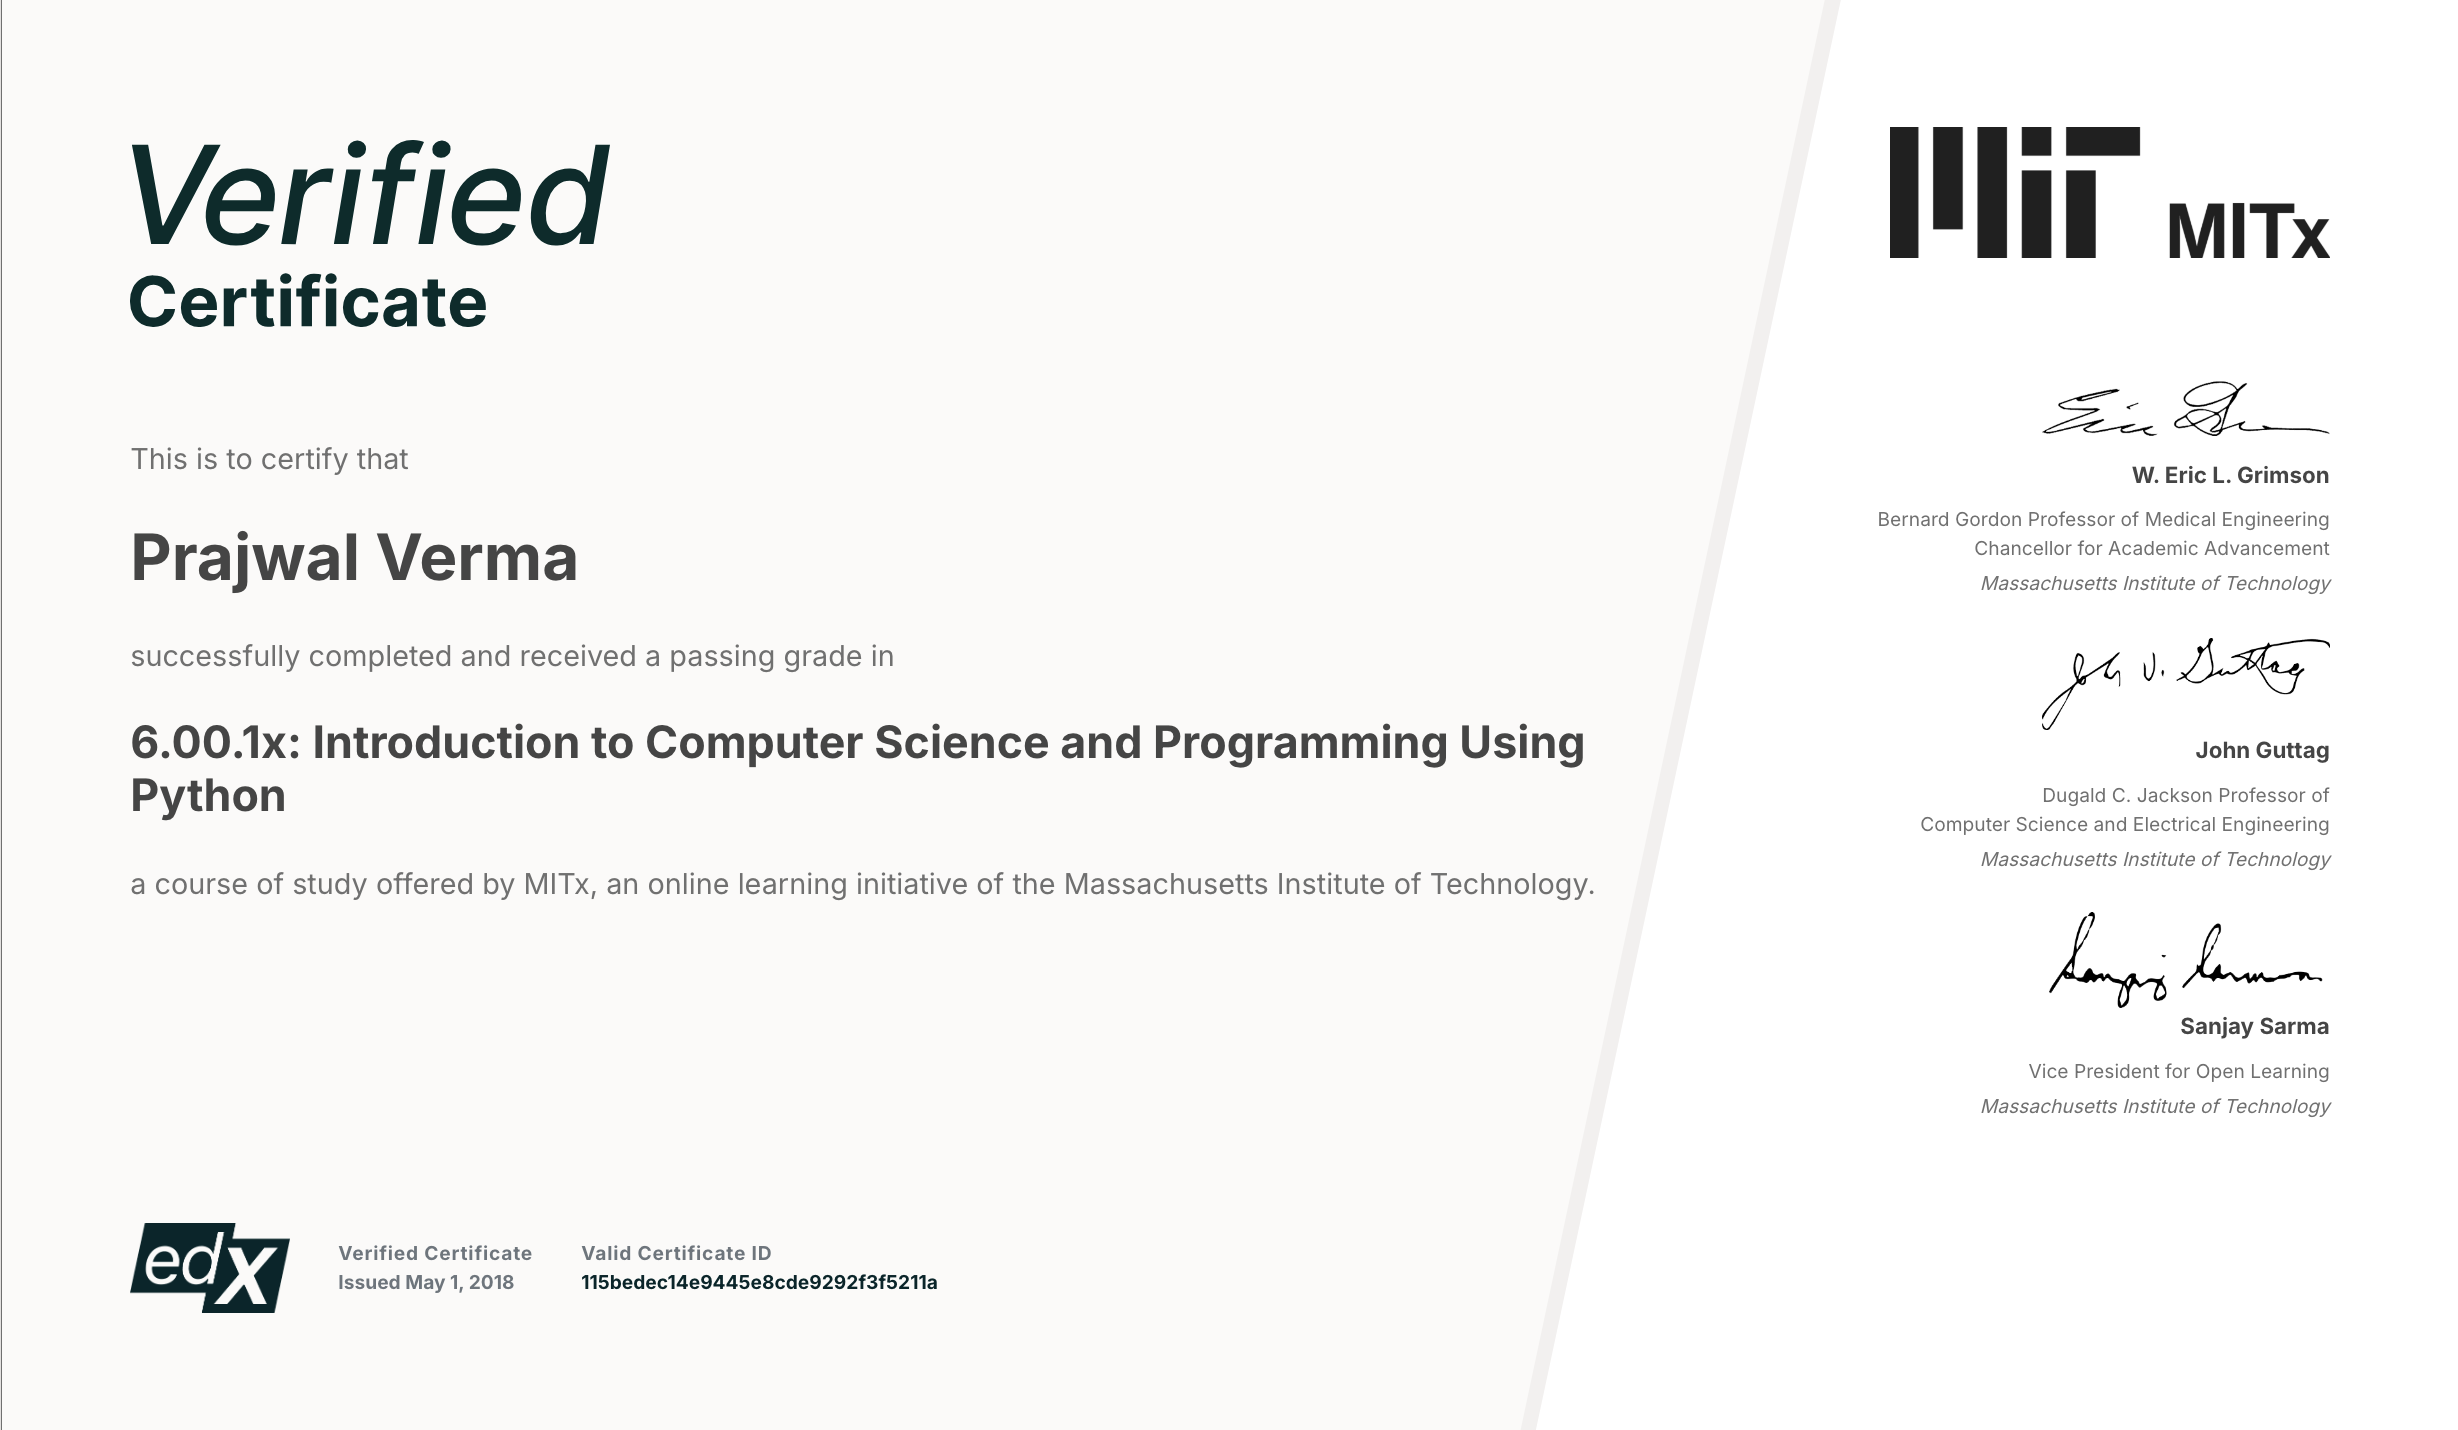 Verified
Certificate
This is to certify that
Prajwal Verma
successfully completed and received a passing grade in
6.00.1x: Introduction to Computer Science and Programming Using
Python
a course of study offered by MITx, an online learning initiative of the Massachusetts Institute of Technology.
edX
Verified Certificate
Issued May 1, 2018
Valid Certificate ID
115bedec14e9445e8cde9292f3f5211a
MIT MITx
Eric Grimson
W. Eric L. Grimson
Bernard Gordon Professor of Medical Engineering
Chancellor for Academic Advancement
Massachusetts Institute of Technology
John V. Guttag
John Guttag
Dugald C. Jackson Professor of
Computer Science and Electrical Engineering
Massachusetts Institute of Technology
Sanjay Sarma
Sanjay Sarma
Vice President for Open Learning
Massachusetts Institute of Technology